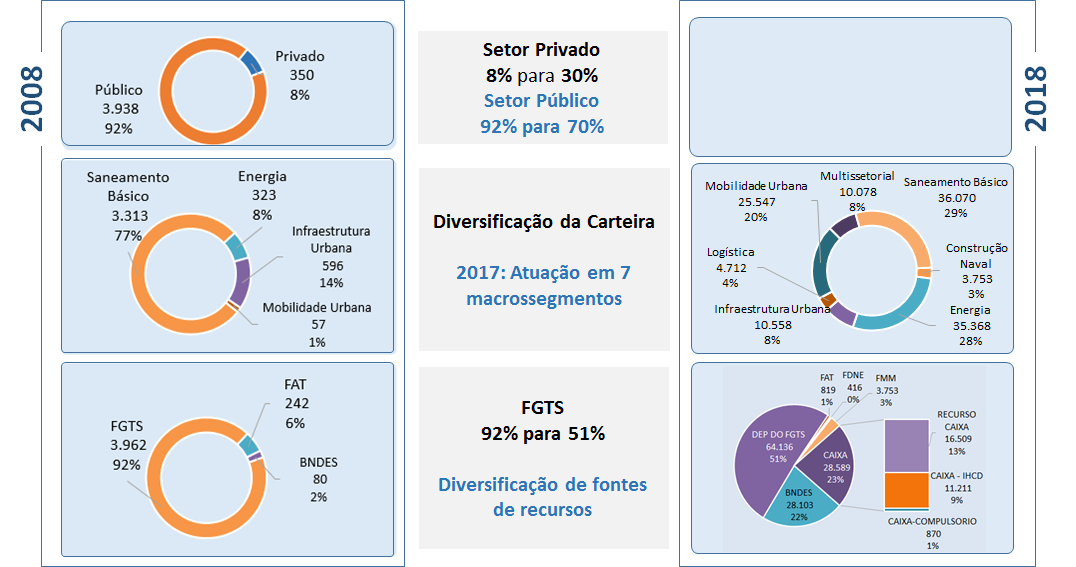 2008
Privado
350
8%
Público
3.938
92%
Setor Privado
8% para 30%
Setor Público
92% para 70%
2018
Saneamento
Básico
3.313
77%
Energia
323
8%
Infraestrutura
Urbana
596
14%
Mobilidade Urbana
57
1%
Diversificação da Carteira
2017: Atuação em 7
macrossegmentos
Mobilidade Urbana
25.547
20%
Multissetorial
10.078
8%
Saneamento Básico
36.070
29%
Logística
4.712
4%
Construção
Naval
3.753
3%
Infraestrutura Urbana
10.558
8%
Energia
35.368
28%
FGTS
3.962
92%
FAT
242
6%
BNDES
80
2%
FGTS
92% para 51%
Diversificação de fontes
de recursos
FAT
819
1%
FDNE
416
0%
FMM
3.753
3%
DEP DO FGTS
64.136
51%
CAIXA
28.589
23%
BNDES
28.103
22%
RECURSO
CAIXA
16.509
13%
CAIXA - IHCD
11.211
9%
CAIXA-COMPULSORIO
870
1%